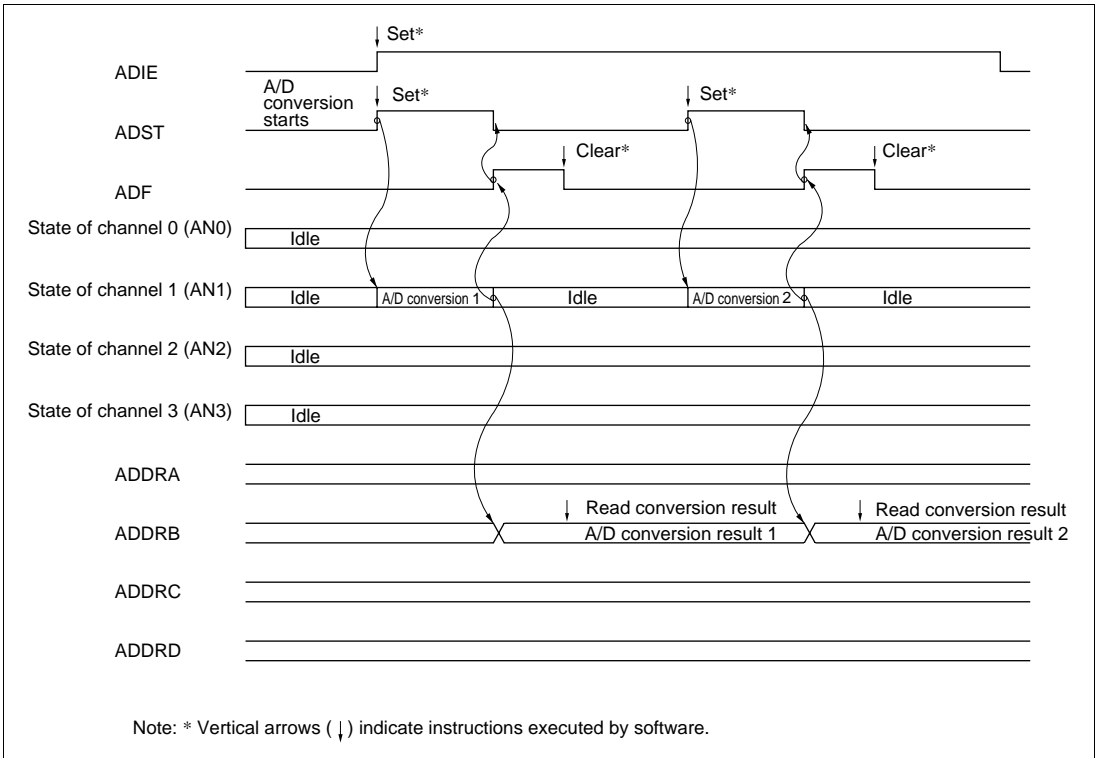 Set*
ADIE
A/D
conversion
starts
Set*
Set*
ADST
Clear*
Clear*
ADF
State of channel 0 (AN0)
Idle
State of channel 1 (AN1)
Idle
A/D conversion 1
Idle
A/D conversion 2
Idle
State of channel 2 (AN2)
Idle
State of channel 3 (AN3)
Idle
ADDRA
Read conversion result
Read conversion result
ADDRB
A/D conversion result 1
A/D conversion result 2
ADDRC
ADDRD
Note: * Vertical arrows (↓) indicate instructions executed by software.